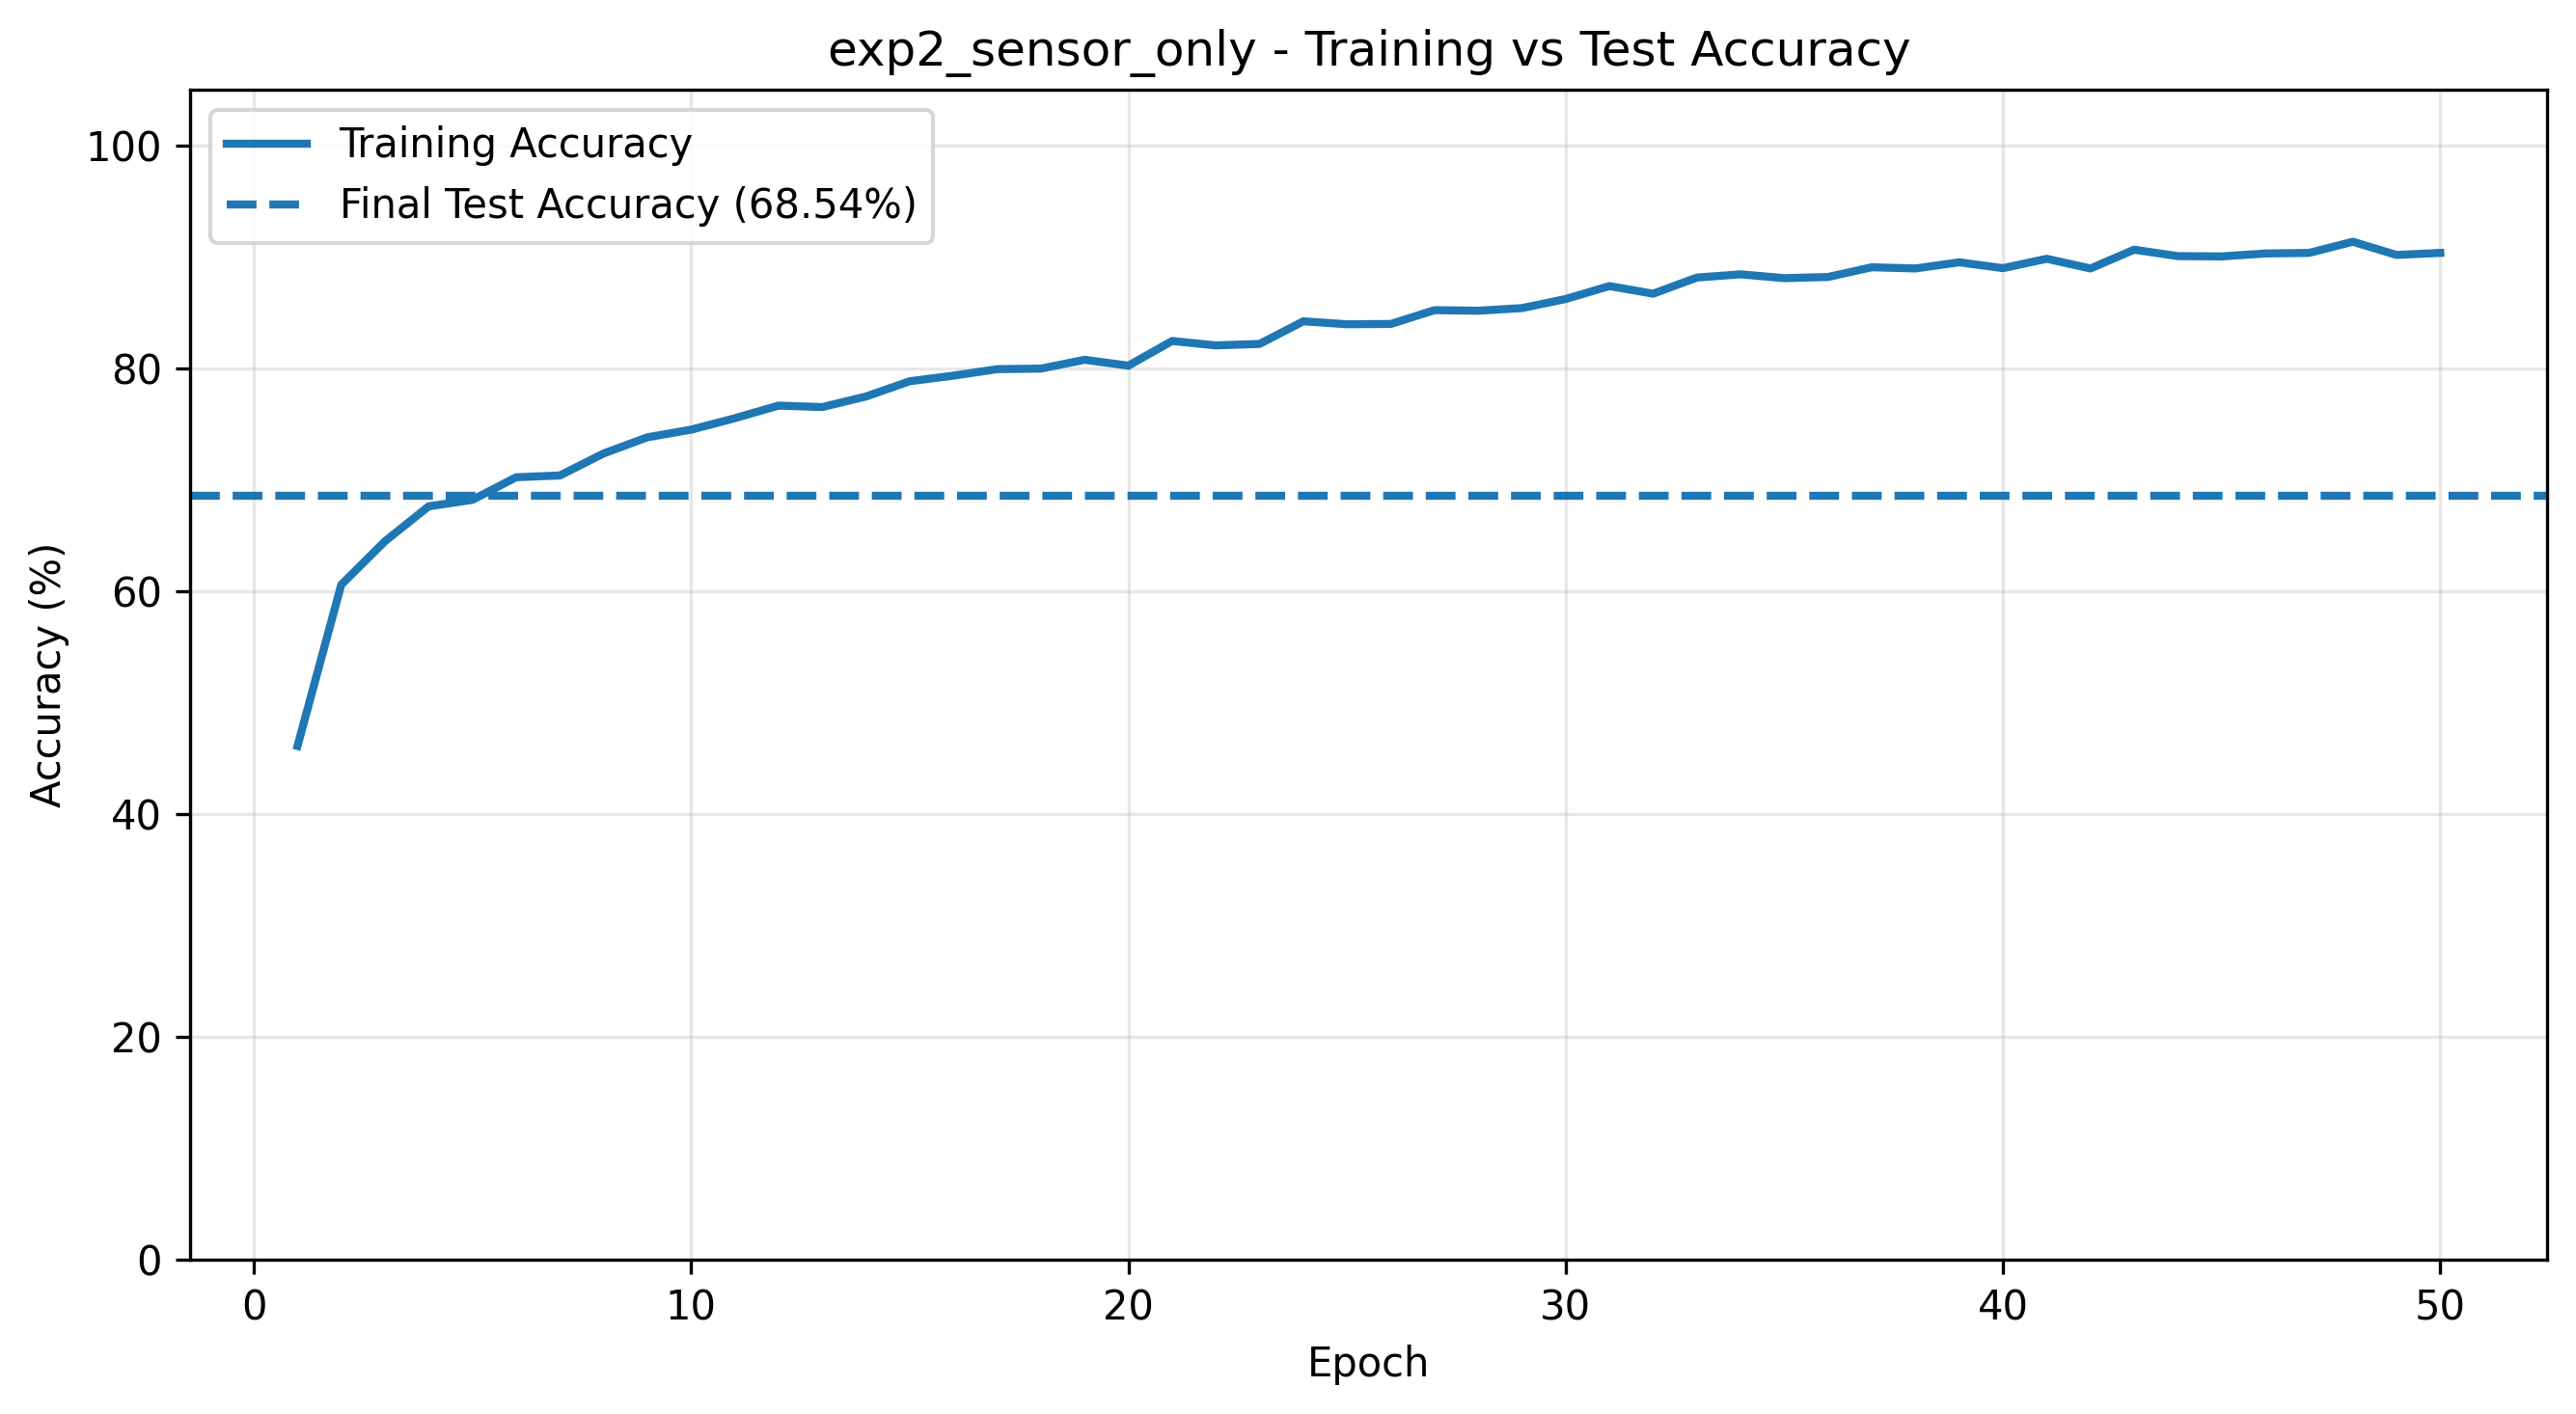 exp2_sensor_only - Training vs Test Accuracy
Training Accuracy
Final Test Accuracy (68.54%)
Accuracy (%)
100
80
60
40
20
0
0 10 20 30 40 50
Epoch